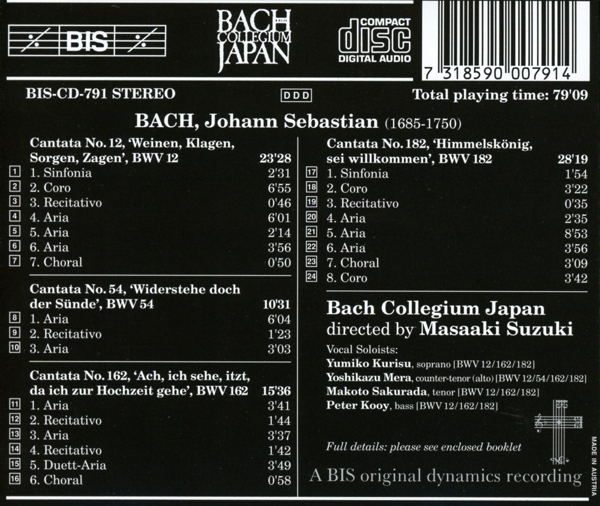 BIS
BACH
COLLEGIUM
JAPAN
COMPACT
disc
DIGITAL AUDIO
7 318590 007914
BIS-CD-791 STEREO
DDD
Total playing time: 79'09
BACH, Johann Sebastian (1685-1750)
Cantata No. 12, ‘Weinen, Klagen,
Sorgen, Zagen’, BWV 12 23'28
1 1. Sinfonia 2'31
2 2. Coro 6'55
3 3. Recitativo 0'46
4 4. Aria 6'01
5 5. Aria 2'14
6 6. Aria 3'56
7 7. Choral 0'50
Cantata No. 54, ‘Widerstehe doch
der Sünde’, BWV 54 10'31
8 1. Aria 6'04
9 2. Recitativo 1'23
10 3. Aria 3'03
Cantata No. 162, ‘Ach, ich sehe, itzt,
da ich zur Hochzeit gehe’, BWV 162 15'36
11 1. Aria 3'41
12 2. Recitativo 1'44
13 3. Aria 3'37
14 4. Recitativo 1'42
15 5. Duett-Aria 3'49
16 6. Choral 0'58
Cantata No. 182, ‘Himmelskönig,
sei willkommen’, BWV 182 28'19
17 1. Sinfonia 1'54
18 2. Coro 3'22
19 3. Recitativo 0'35
20 4. Aria 2'35
21 5. Aria 8'53
22 6. Aria 3'56
23 7. Choral 3'09
24 8. Coro 3'42
Bach Collegium Japan
directed by Masaaki Suzuki
Vocal Soloists:
Yumiko Kurisu, soprano [BWV 12/162/182]
Yoshikazu Mera, counter-tenor (alto) [BWV 12/54/162/182]
Makoto Sakurada, tenor [BWV 12/162/182]
Peter Kooy, bass [BWV 12/162/182]
Full details: please see enclosed booklet
A BIS original dynamics recording
MADE IN AUSTRIA